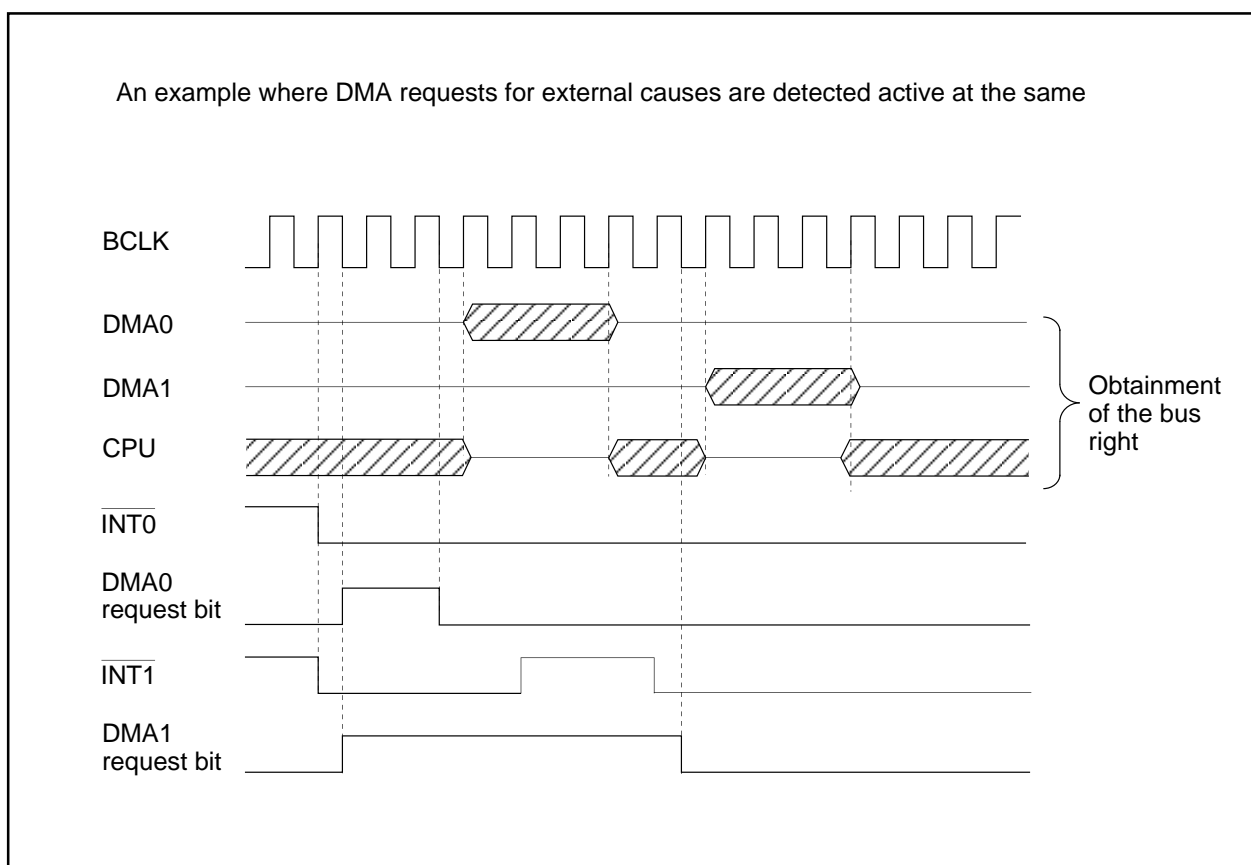 An example where DMA requests for external causes are detected active at the same
BCLK
DMA0
DMA1
CPU
Obtainment
of the bus
right
INT0
DMA0
request bit
INT1
DMA1
request bit